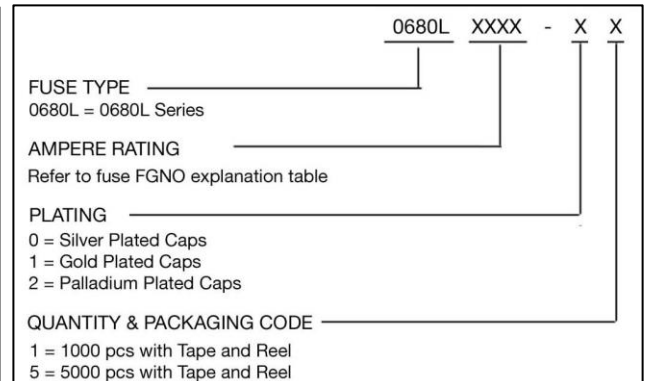 0680L XXXX - X X
FUSE TYPE
0680L = 0680L Series
AMPERE RATING
Refer to fuse FGNO explanation table
PLATING
0 = Silver Plated Caps
1 = Gold Plated Caps
2 = Palladium Plated Caps
QUANTITY & PACKAGING CODE
1 = 1000 pcs with Tape and Reel
5 = 5000 pcs with Tape and Reel